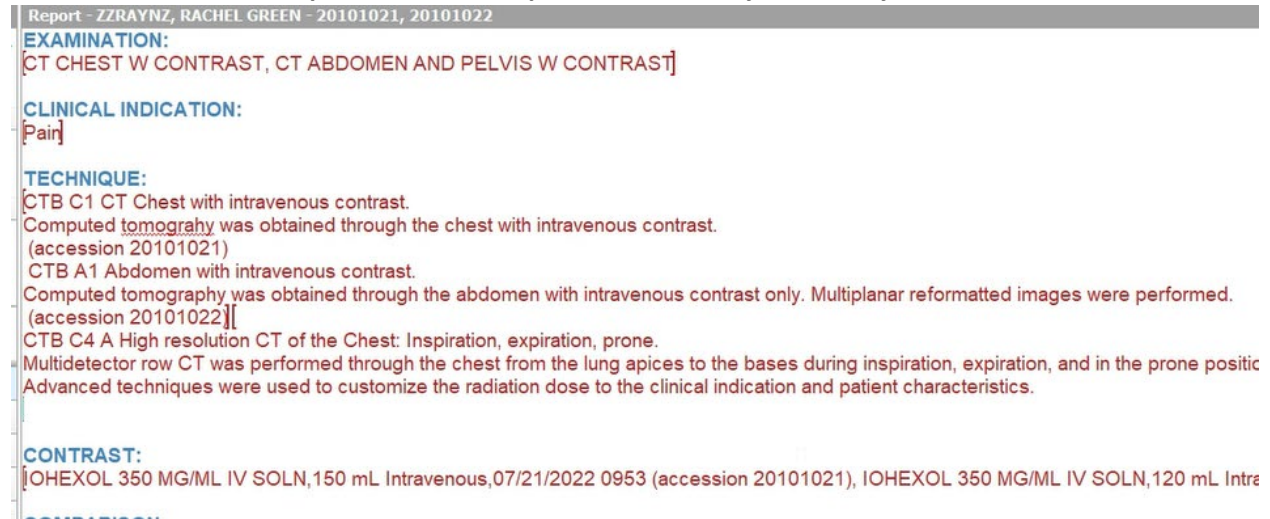 Report - ZZRAYNZ, RACHEL GREEN - 20101021, 20101022
EXAMINATION:
[CT CHEST W CONTRAST, CT ABDOMEN AND PELVIS W CONTRAST]
CLINICAL INDICATION:
[Pain]
TECHNIQUE:
[CTB C1 CT Chest with intravenous contrast.
Computed tomograhy was obtained through the chest with intravenous contrast.
(accession 20101021)
CTB A1 Abdomen with intravenous contrast.
Computed tomography was obtained through the abdomen with intravenous contrast only. Multiplanar reformatted images were performed.
(accession 20101022)][
CTB C4 A High resolution CT of the Chest: Inspiration, expiration, prone.
Multidetector row CT was performed through the chest from the lung apices to the bases during inspiration, expiration, and in the prone positic
Advanced techniques were used to customize the radiation dose to the clinical indication and patient characteristics.
CONTRAST:
[IOHEXOL 350 MG/ML IV SOLN,150 mL Intravenous,07/21/2022 0953 (accession 20101021), IOHEXOL 350 MG/ML IV SOLN,120 mL Intra